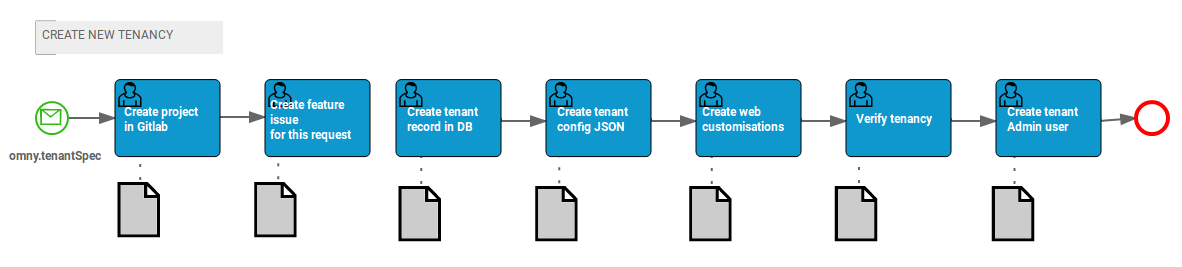 CREATE NEW TENANCY
omny.tenantSpec
Create project
in Gitlab
Create feature
issue
for this request
Create tenant
record in DB
Create tenant
config JSON
Create web
customisations
Verify tenancy
Create tenant
Admin user